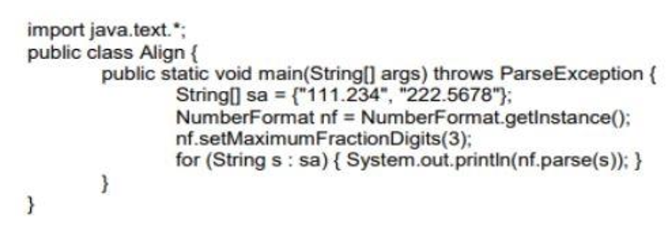 import java.text.*;
public class Align {
public static void main(String[] args) throws ParseException {
String[] sa = {"111.234", "222.5678"};
NumberFormat nf = NumberFormat.getInstance();
nf.setMaximumFractionDigits(3);
for (String s : sa) { System.out.println(nf.parse(s)); }
}
}